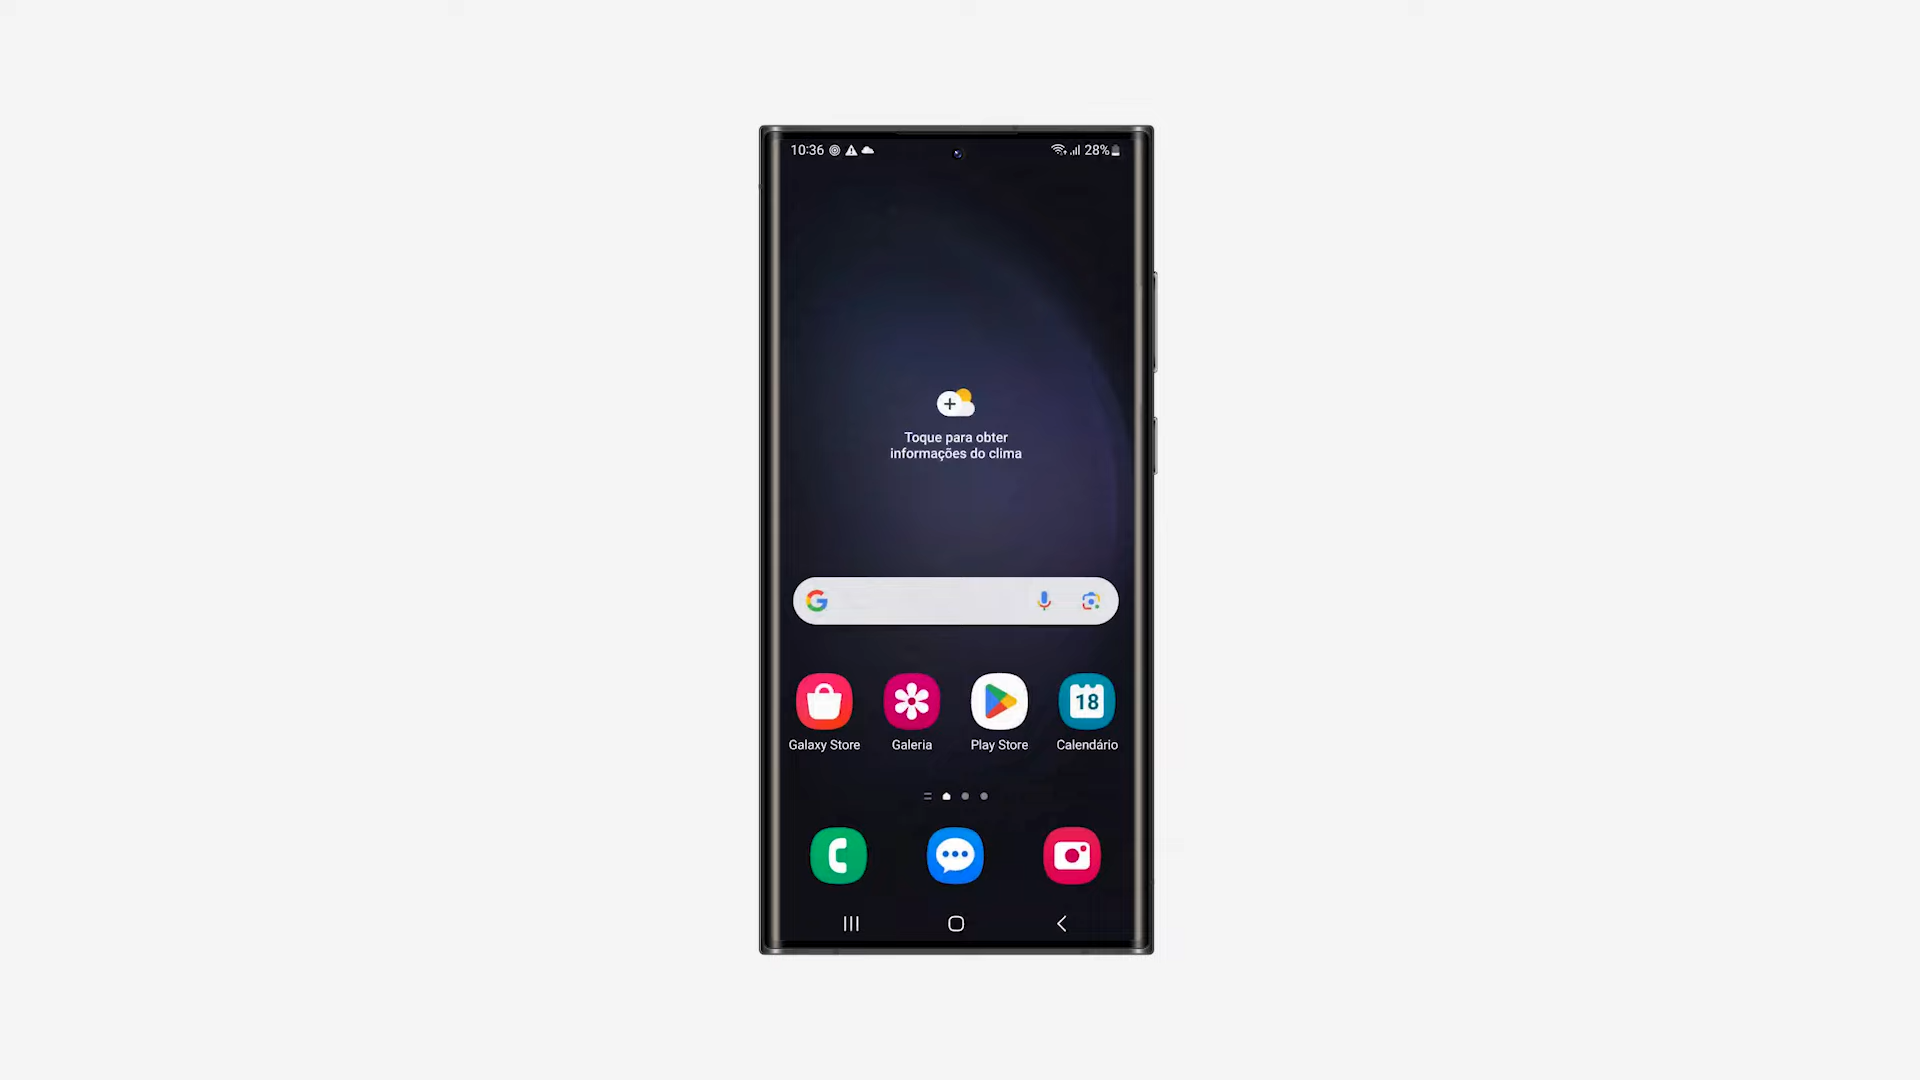 10:36 28%
Toque para obter
informações do clima
18
Galaxy Store Galeria Play Store Calendário